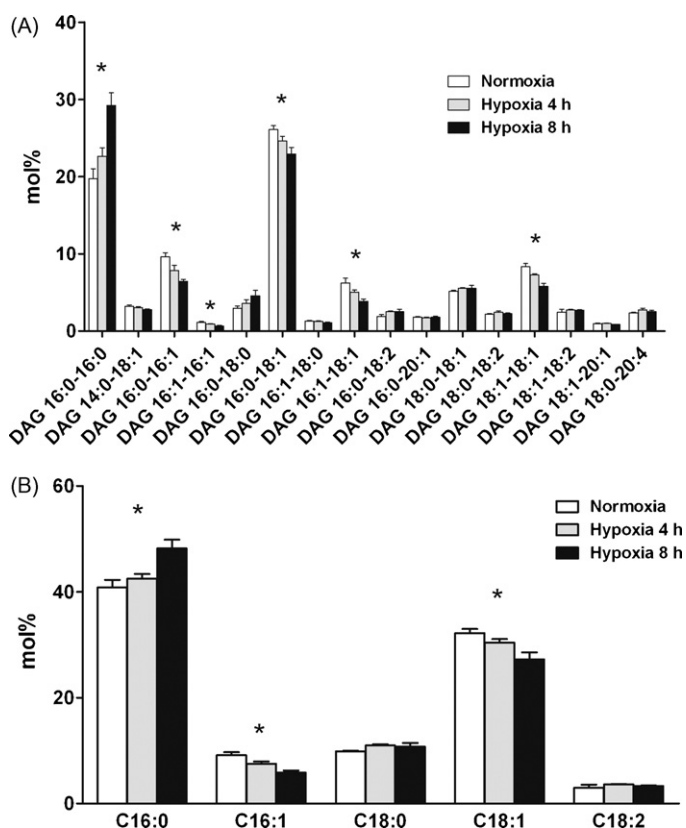 (A)
40
30
20
10
0
mol%
*
*
*
*
*
*
Normoxia
Hypoxia 4 h
Hypoxia 8 h
DAG 16:0-16:0
DAG 14:0-18:1
DAG 16:0-16:1
DAG 16:1-16:1
DAG 16:0-18:0
DAG 16:0-18:1
DAG 16:1-18:0
DAG 16:1-18:1
DAG 16:0-18:2
DAG 16:0-20:1
DAG 18:0-18:1
DAG 18:0-18:2
DAG 18:1-18:1
DAG 18:1-18:2
DAG 18:1-20:1
DAG 18:0-20:4
(B)
60
40
20
0
mol%
*
*
*
Normoxia
Hypoxia 4 h
Hypoxia 8 h
C16:0 C16:1 C18:0 C18:1 C18:2